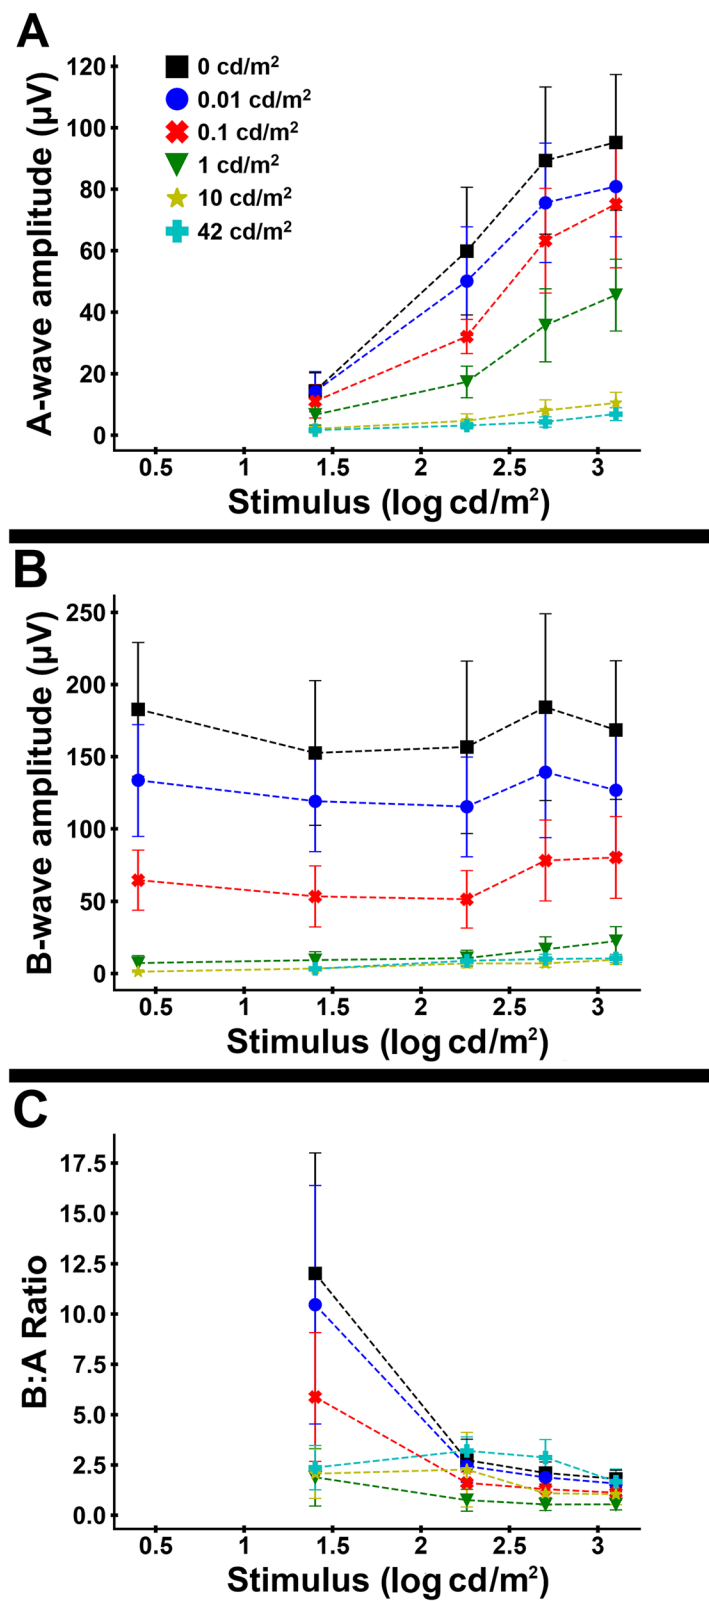 A
120
100
80
60
40
20
0
A-wave amplitude (µV)
0 cd/m²
0.01 cd/m²
0.1 cd/m²
1 cd/m²
10 cd/m²
42 cd/m²
0.5 1 1.5 2 2.5 3
Stimulus (log cd/m²)
B
250
200
150
100
50
0
B-wave amplitude (µV)
0.5 1 1.5 2 2.5 3
Stimulus (log cd/m²)
C
17.5
15.0
12.5
10.0
7.5
5.0
2.5
0.0
B:A Ratio
0.5 1 1.5 2 2.5 3
Stimulus (log cd/m²)